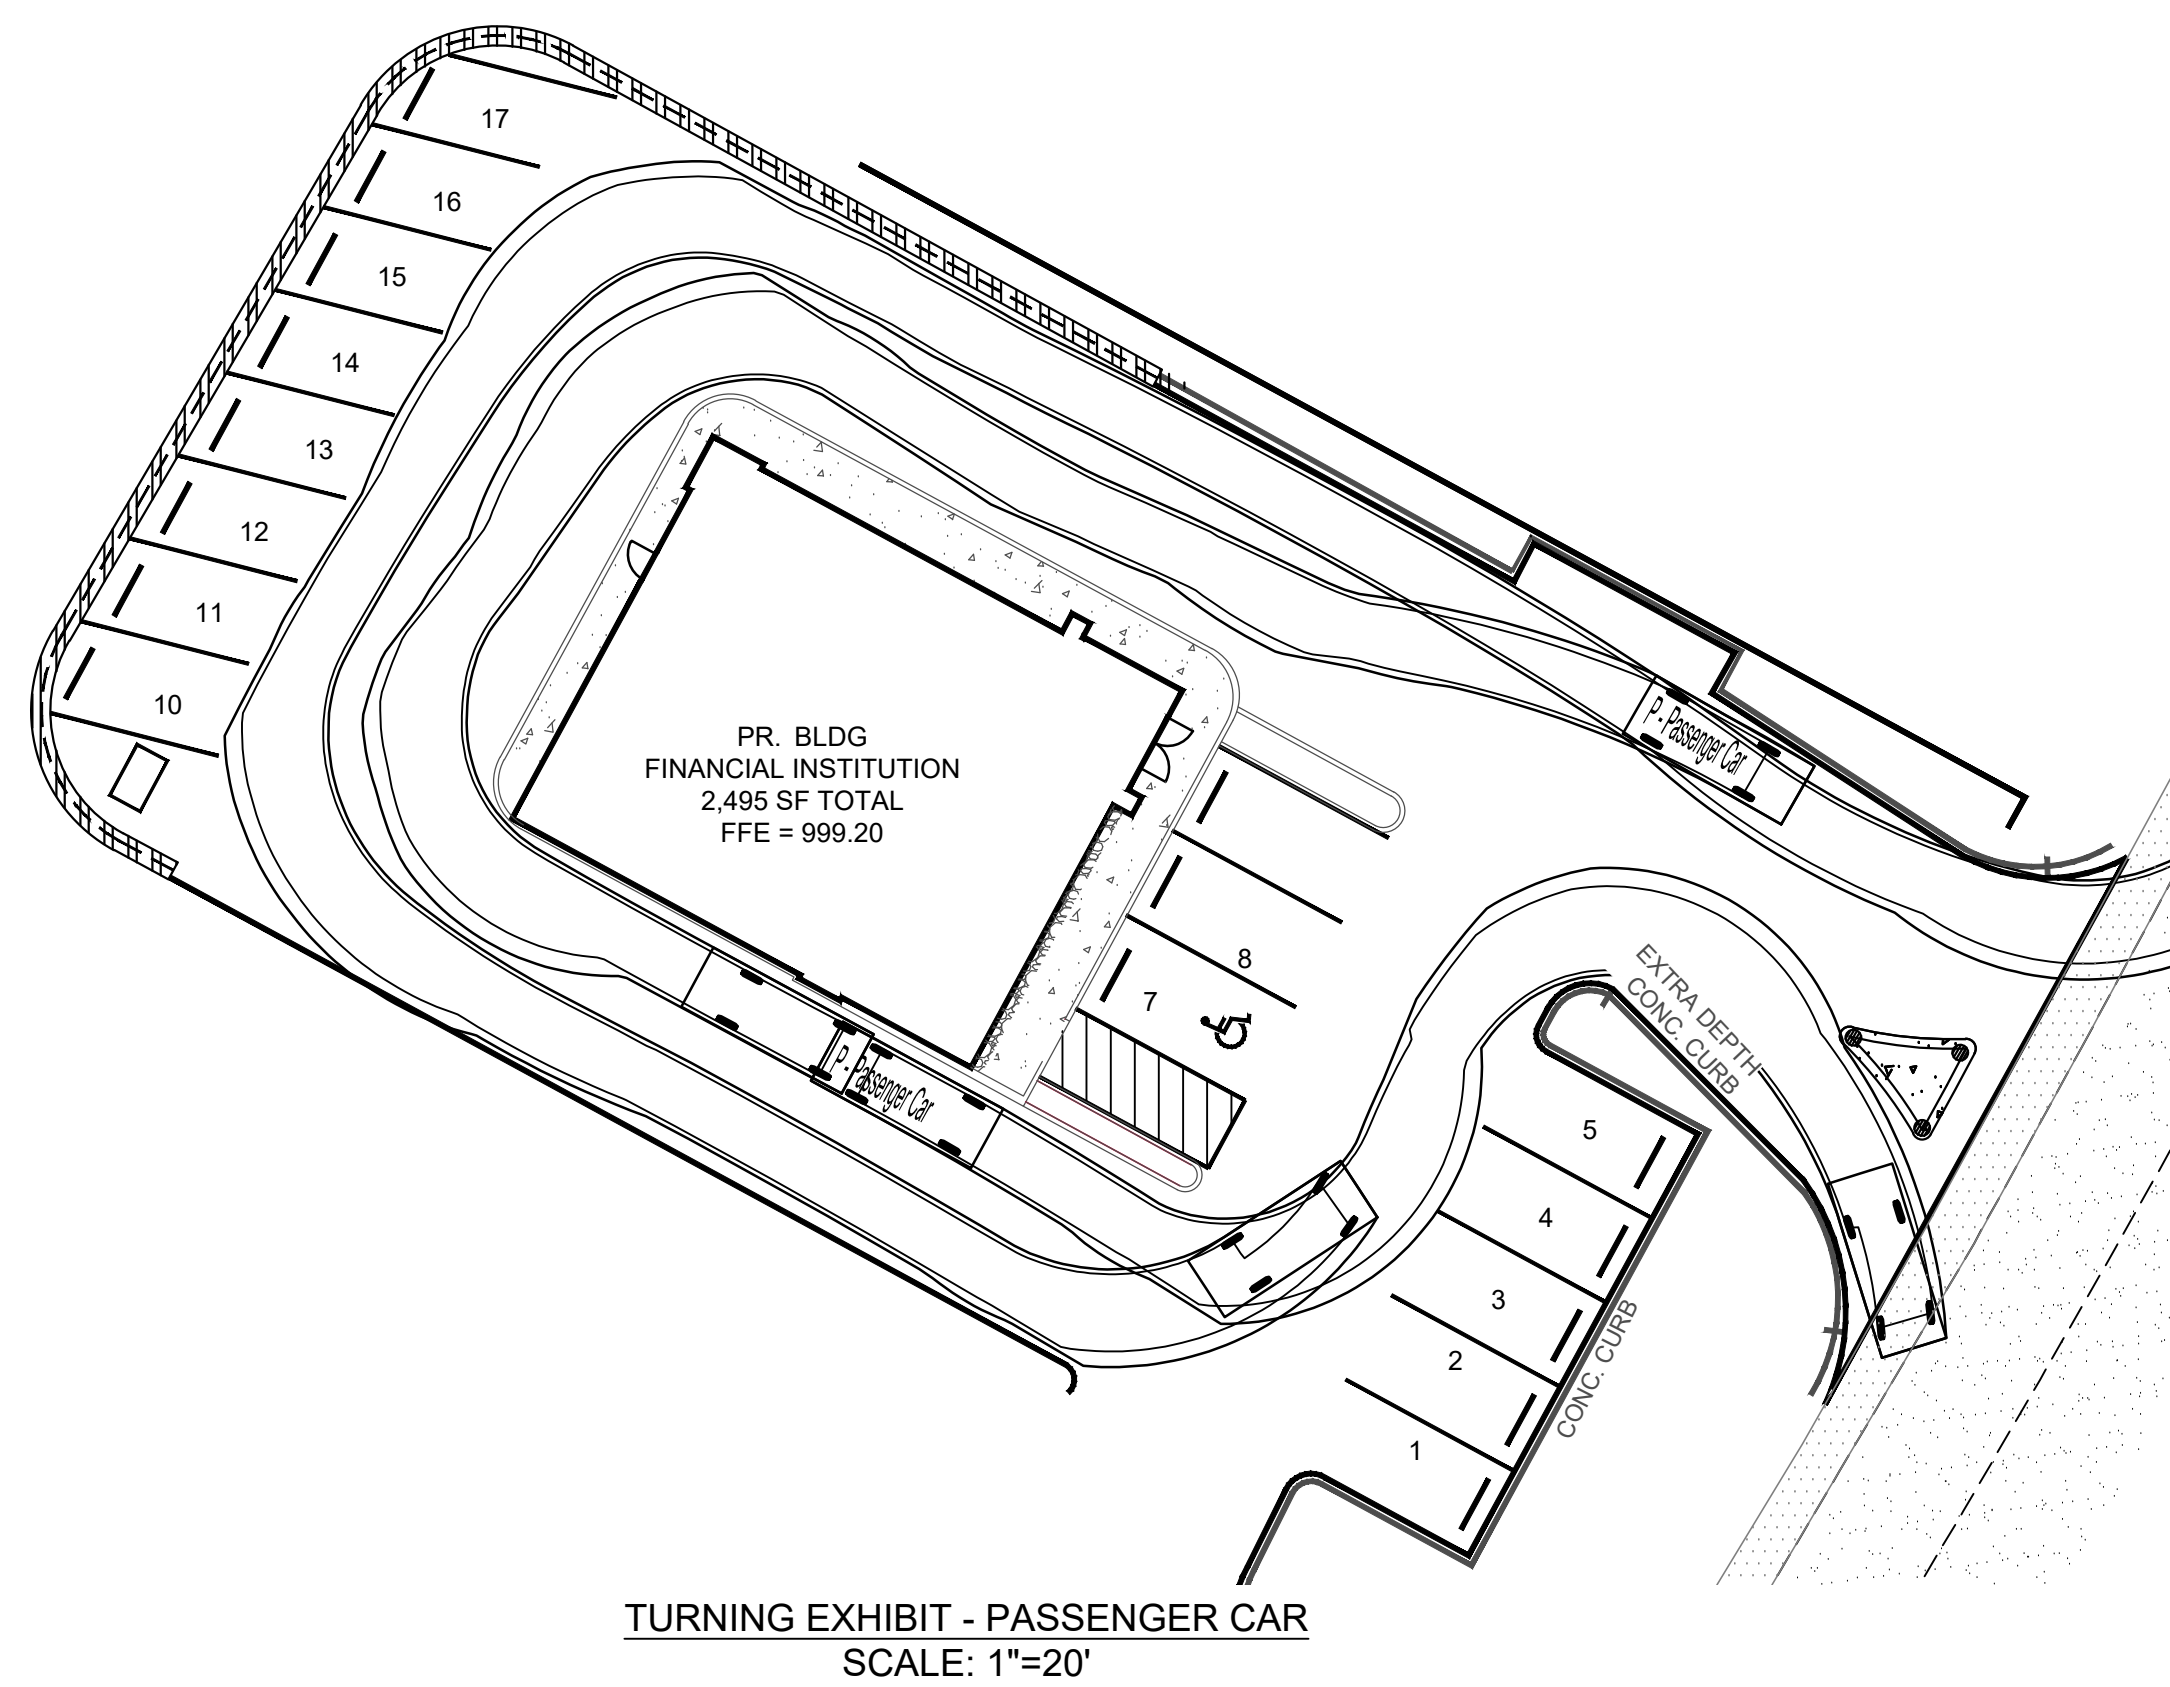 17
16
15
14
13
12
11
10
PR. BLDG
FINANCIAL INSTITUTION
2,495 SF TOTAL
FFE = 999.20
P - Passenger Car
8
7
EXTRA DEPTH
CONC. CURB
P - Passenger Car
5
4
3
2
1
CONC. CURB
TURNING EXHIBIT - PASSENGER CAR
SCALE: 1"=20'